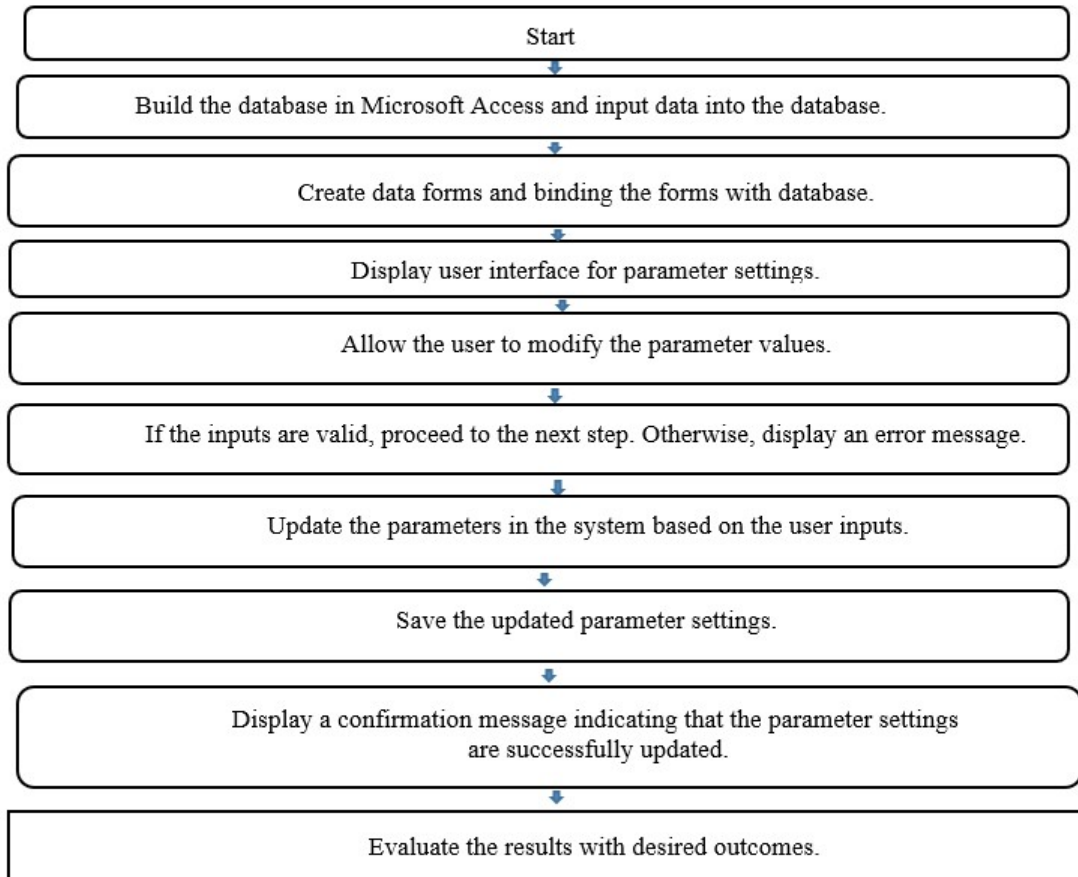 Start
Build the database in Microsoft Access and input data into the database.
Create data forms and binding the forms with database.
Display user interface for parameter settings.
Allow the user to modify the parameter values.
If the inputs are valid, proceed to the next step. Otherwise, display an error message.
Update the parameters in the system based on the user inputs.
Save the updated parameter settings.
Display a confirmation message indicating that the parameter settings
are successfully updated.
Evaluate the results with desired outcomes.